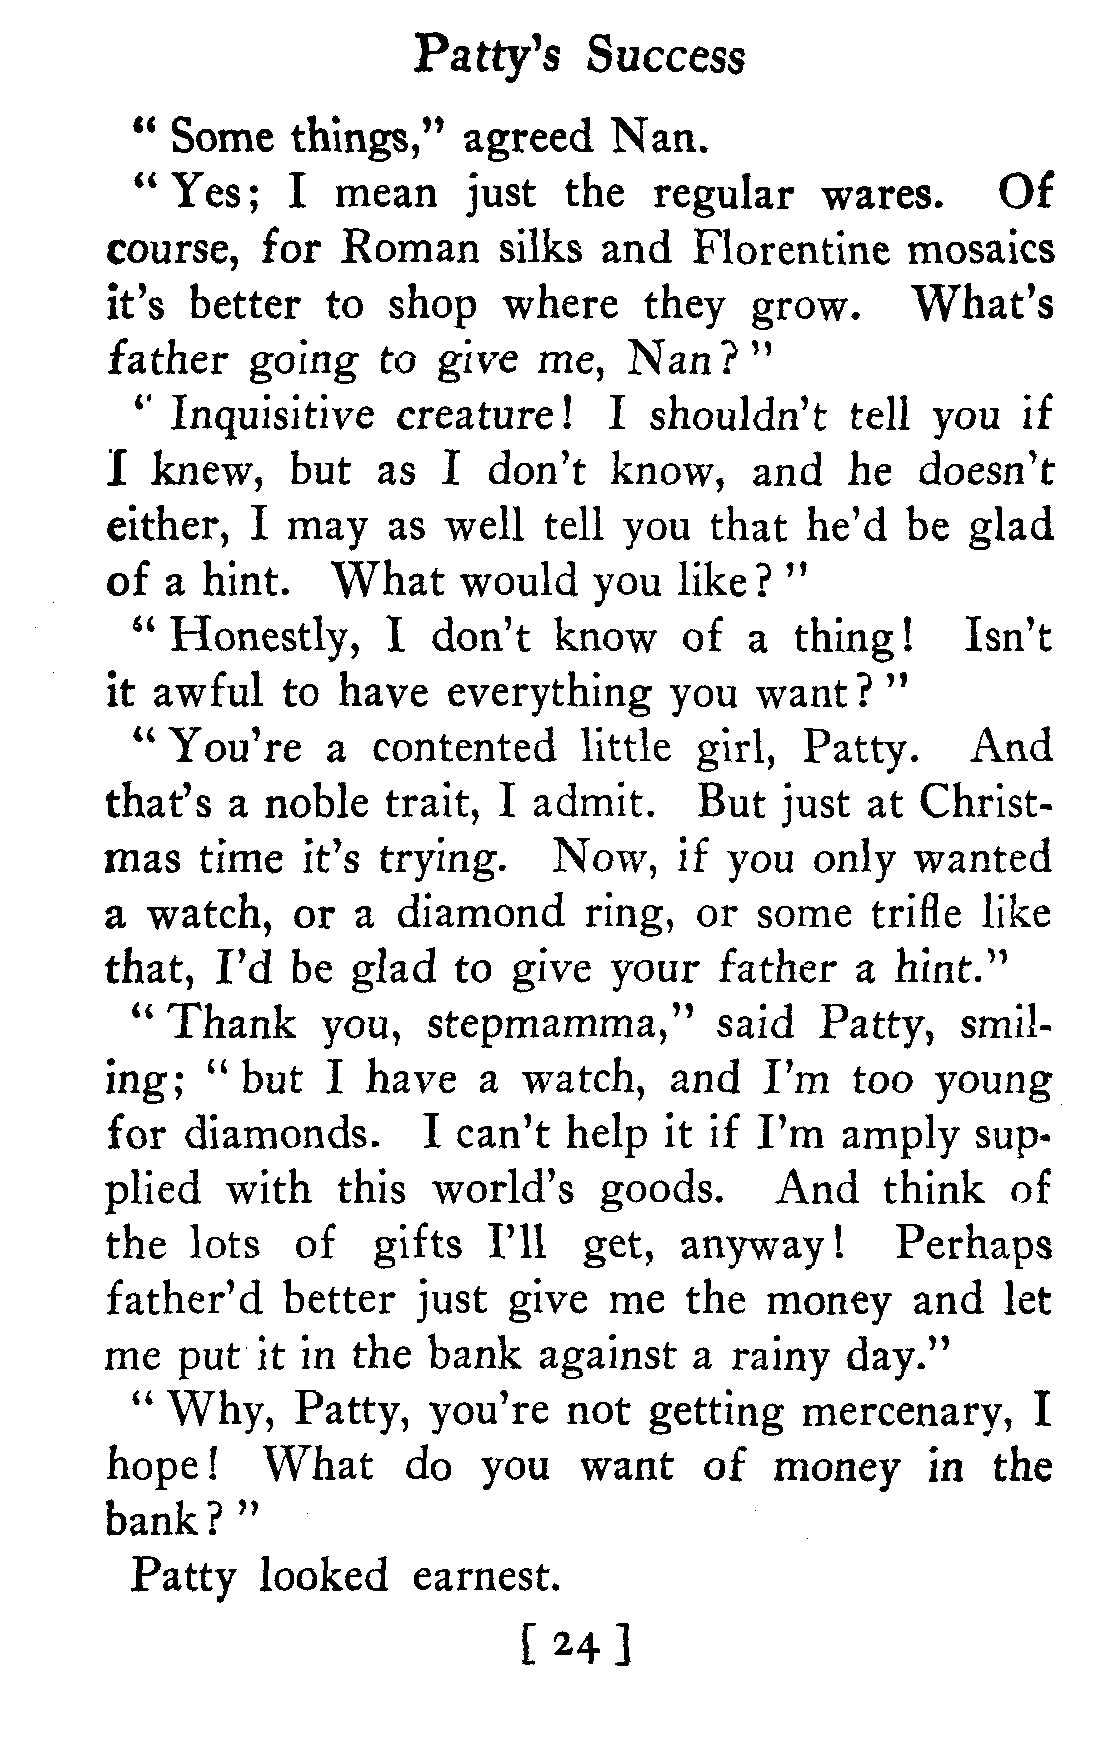 Patty's Success
" Some things," agreed Nan.
" Yes; I mean just the regular wares. Of
course, for Roman silks and Florentine mosaics
it's better to shop where they grow. What's
father going to give me, Nan? "
" Inquisitive creature! I shouldn't tell you if
I knew, but as I don't know, and he doesn't
either, I may as well tell you that he'd be glad
of a hint. What would you like? "
" Honestly, I don't know of a thing! Isn't
it awful to have everything you want? "
" You're a contented little girl, Patty. And
that's a noble trait, I admit. But just at Christ-
mas time it's trying. Now, if you only wanted
a watch, or a diamond ring, or some trifle like
that, I'd be glad to give your father a hint."
" Thank you, stepmamma," said Patty, smil-
ing; " but I have a watch, and I'm too young
for diamonds. I can't help it if I'm amply sup-
plied with this world's goods. And think of
the lots of gifts I'll get, anyway! Perhaps
father'd better just give me the money and let
me put it in the bank against a rainy day."
" Why, Patty, you're not getting mercenary, I
hope! What do you want of money in the
bank? "
Patty looked earnest.
[ 24 ]